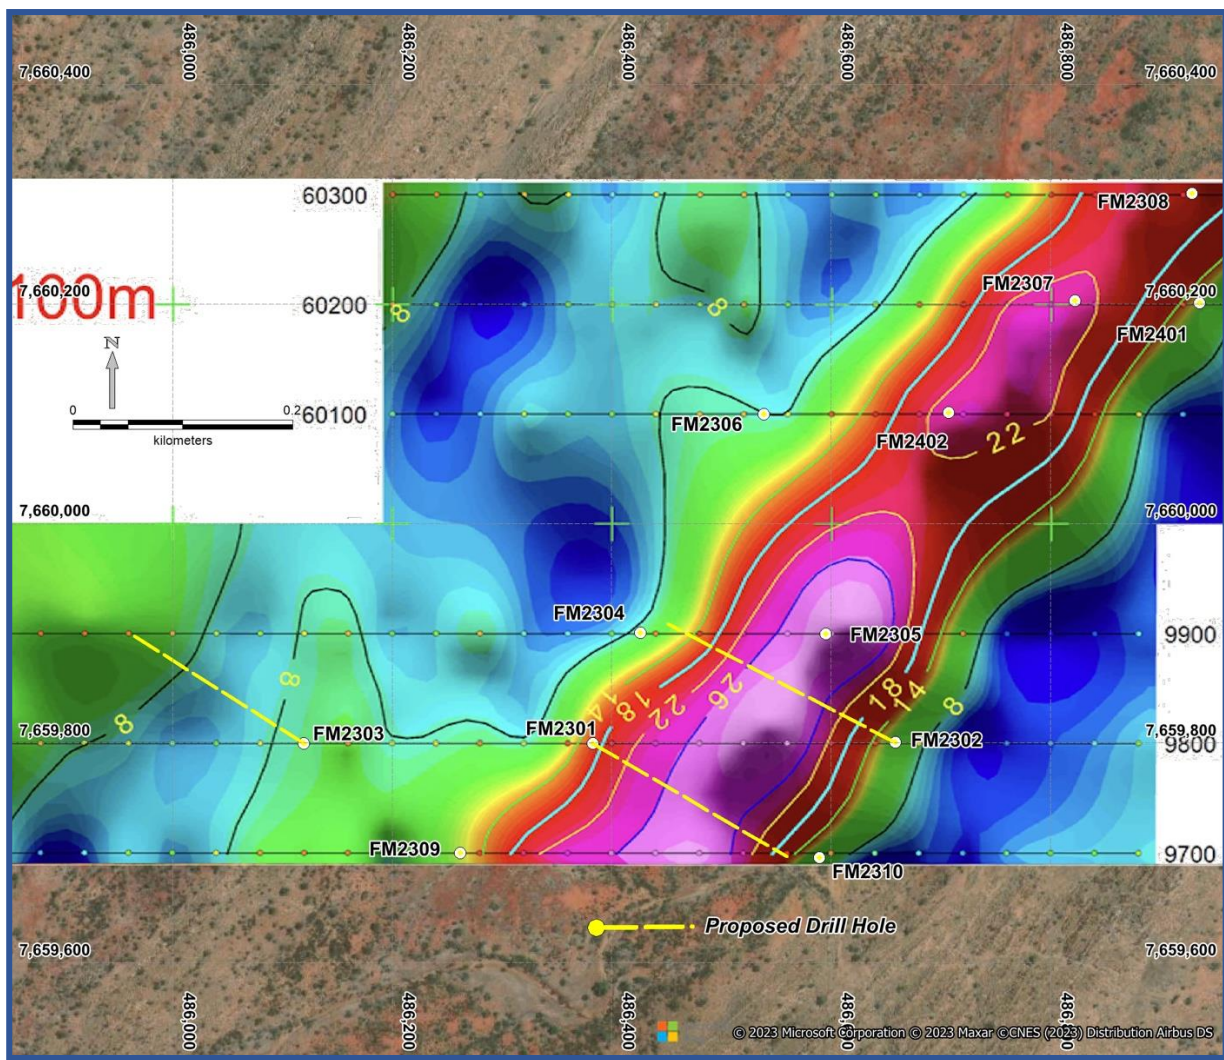 486,000
486,200
486,400
486,600
486,800
7,660,400
7,660,400
60300
FM2308
100m
7,660,200
8
60200
8
FM2307
7,660,200
FM2401
N
0
0.2
kilometers
60100
FM2306
FM2402
22
7,660,000
7,660,000
FM2304
FM2305
9900
8
14
18
22
26
18
14
8
8
7,659,800
FM2303
FM2301
FM2302
7,659,800
9800
FM2309
9700
FM2310
Proposed Drill Hole
7,659,600
7,659,600
486,000
486,200
486,400
486,600
486,800
© 2023 Microsoft Corporation © 2023 Maxar ©CNES (2023) Distribution Airbus DS